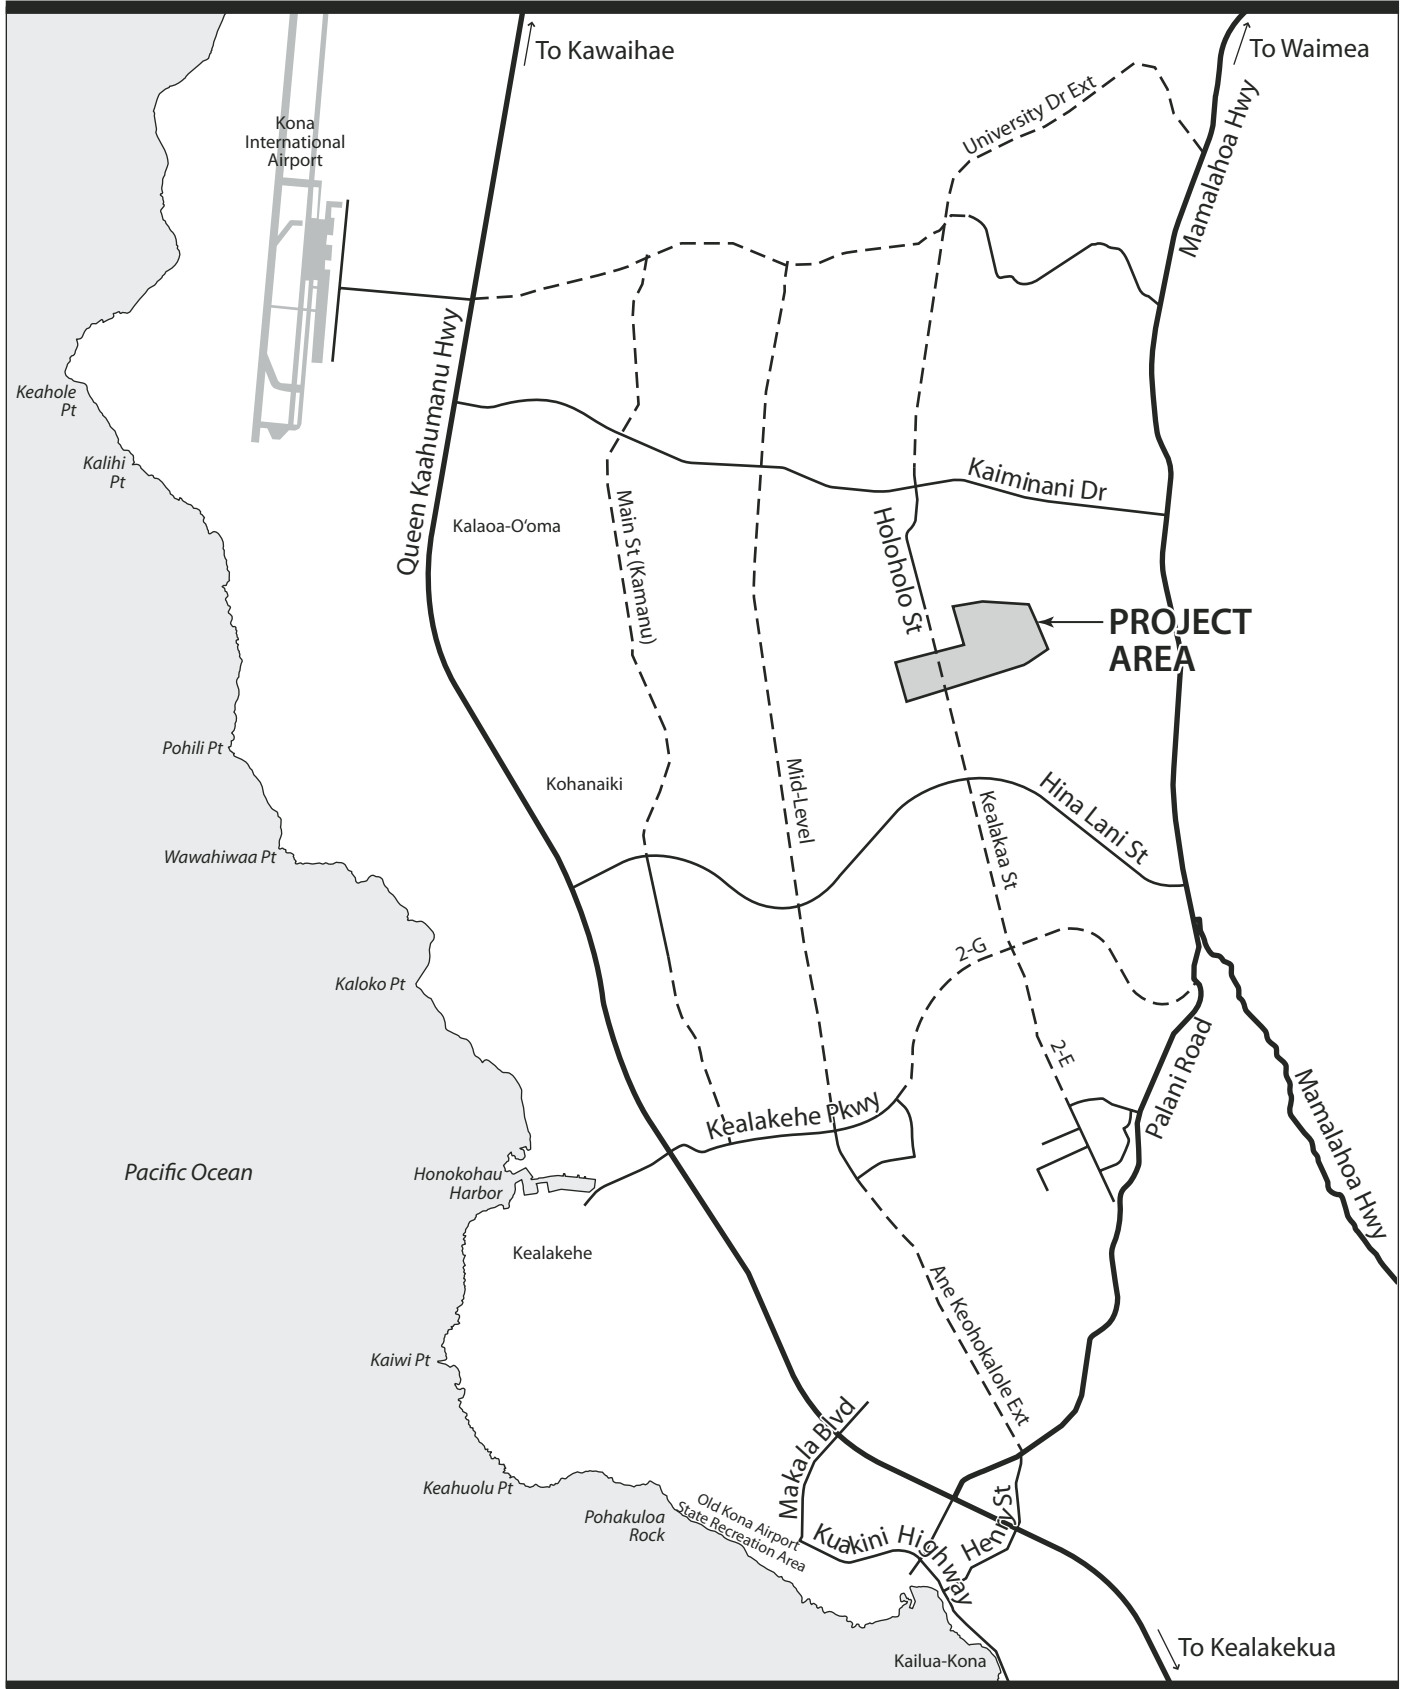 To Kawaihae
To Waimea
University Dr Ext
Mamalahoa Hwy
Kona
International
Airport
Queen Kaahumanu Hwy
Keahole
Pt
Kalihi
Pt
Kaiminani Dr
Main St (Kamanu)
Kalaoa-O‘oma
Holoholo St
PROJECT
AREA
Pohili Pt
Kohanaiki
Mid-Level
Hina Lani St
Kealakaa St
Wawahiwaa Pt
2-G
Kaloko Pt
2-E
Palani Road
Mamalahoa Hwy
Kealakehe Pkwy
Pacific Ocean
Honokohau
Harbor
Kealakehe
Ane Keohokalole Ext
Kaiwi Pt
Makala Blvd
Keahuolu Pt
Pohakuloa
Rock
Old Kona Airport
State Recreation Area
Kuakini Highway
Henry St
To Kealakekua
Kailua-Kona